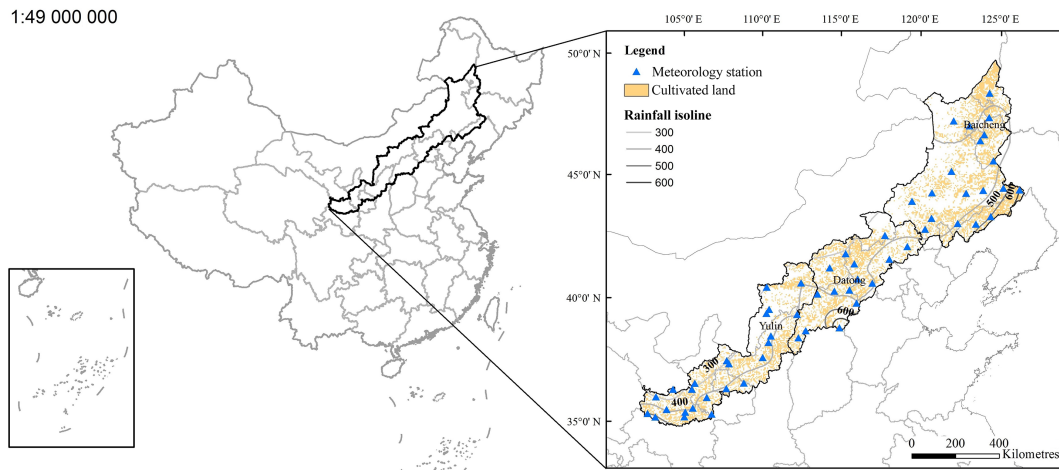 1:49 000 000
105°0' E 110°0' E 115°0' E 120°0' E 125°0' E
50°0' N
45°0' N
40°0' N
35°0' N
Legend
Meteorology station
Cultivated land
Rainfall isoline
300
400
500
600
Baicheng
500
600
Datong
600
Yulin
300
400
0 200 400
Kilometres